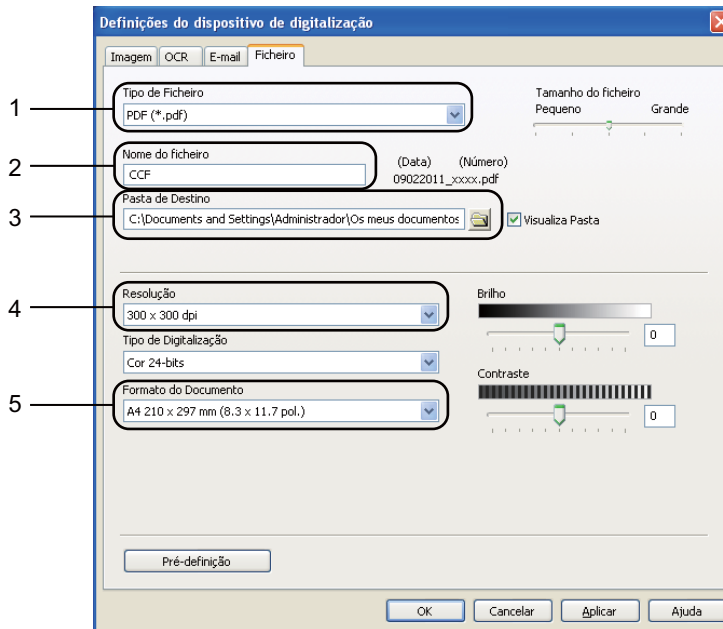 Definições do dispositivo de digitalização
Imagem OCR E-mail Ficheiro
1
Tipo de Ficheiro
PDF (*.pdf)
Tamanho do ficheiro
Pequeno Grande
2
Nome do ficheiro
CCF
(Data) (Número)
09022011_xxxx.pdf
3
Pasta de Destino
C:\Documents and Settings\Administrador\Os meus documentos
Visualiza Pasta
4
Resolução
300 x 300 dpi
Tipo de Digitalização
Cor 24-bits
5
Formato do Documento
A4 210 x 297 mm (8.3 x 11.7 pol.)
Brilho
0
Contraste
0
Pré-definição
OK Cancelar Aplicar Ajuda